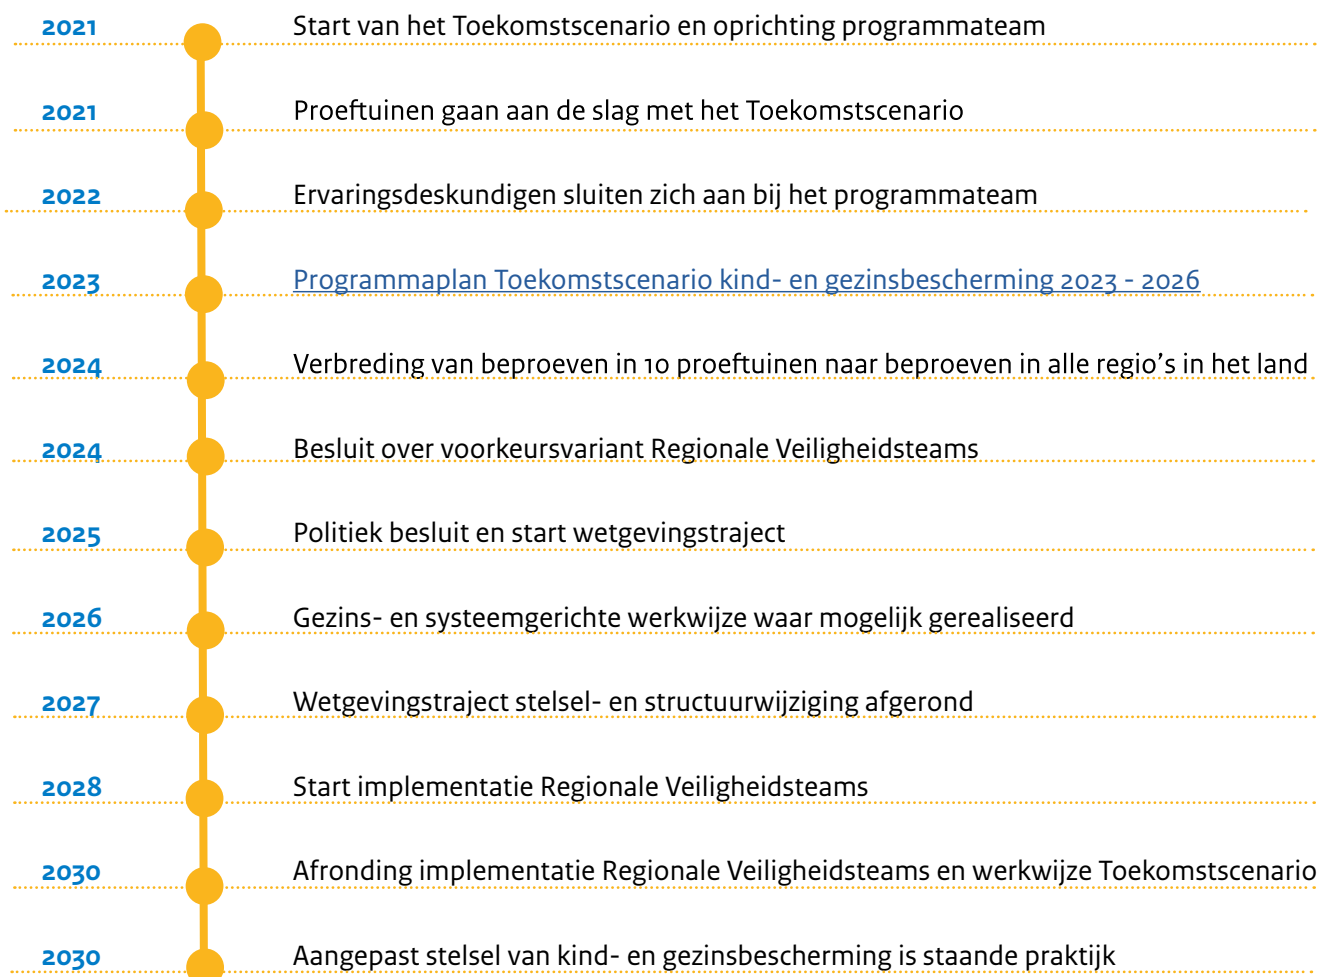 2021 Start van het Toekomstscenario en oprichting programmateam
2021 Proeftuinen gaan aan de slag met het Toekomstscenario
2022 Ervaringsdeskundigen sluiten zich aan bij het programmateam
2023 Programmaplan Toekomstscenario kind- en gezinsbescherming 2023 - 2026
2024 Verbreding van beproeven in 10 proeftuinen naar beproeven in alle regio's in het land
2024 Besluit over voorkeursvariant Regionale Veiligheidsteams
2025 Politiek besluit en start wetgevingstraject
2026 Gezins- en systeemgerichte werkwijze waar mogelijk gerealiseerd
2027 Wetgevingstraject stelsel- en structuurwijziging afgerond
2028 Start implementatie Regionale Veiligheidsteams
2030 Afronding implementatie Regionale Veiligheidsteams en werkwijze Toekomstscenario
2030 Aangepast stelsel van kind- en gezinsbescherming is staande praktijk